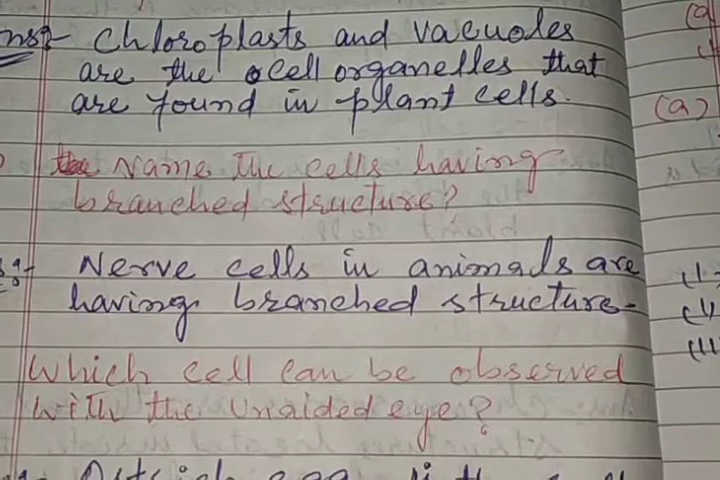 Ans:- Chloroplasts and vacuoles
are the cell organelles that
are found in plant cells.
Name the cells having
branched structure?
Nerve cells in animals are
having branched structure-
Which cell can be observed
with the unaided eye?
(a)